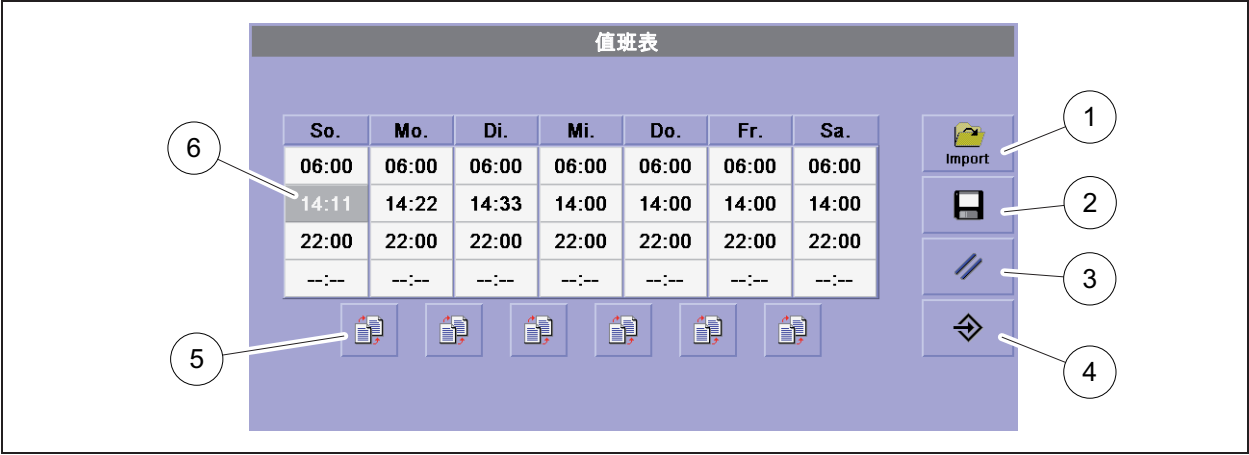 值班表
So. Mo. Di. Mi. Do. Fr. Sa.
06:00 06:00 06:00 06:00 06:00 06:00 06:00
14:11 14:22 14:33 14:00 14:00 14:00 14:00
22:00 22:00 22:00 22:00 22:00 22:00 22:00
--:-- --:-- --:-- --:-- --:-- --:-- --:--
Import
1
2
3
4
5
6